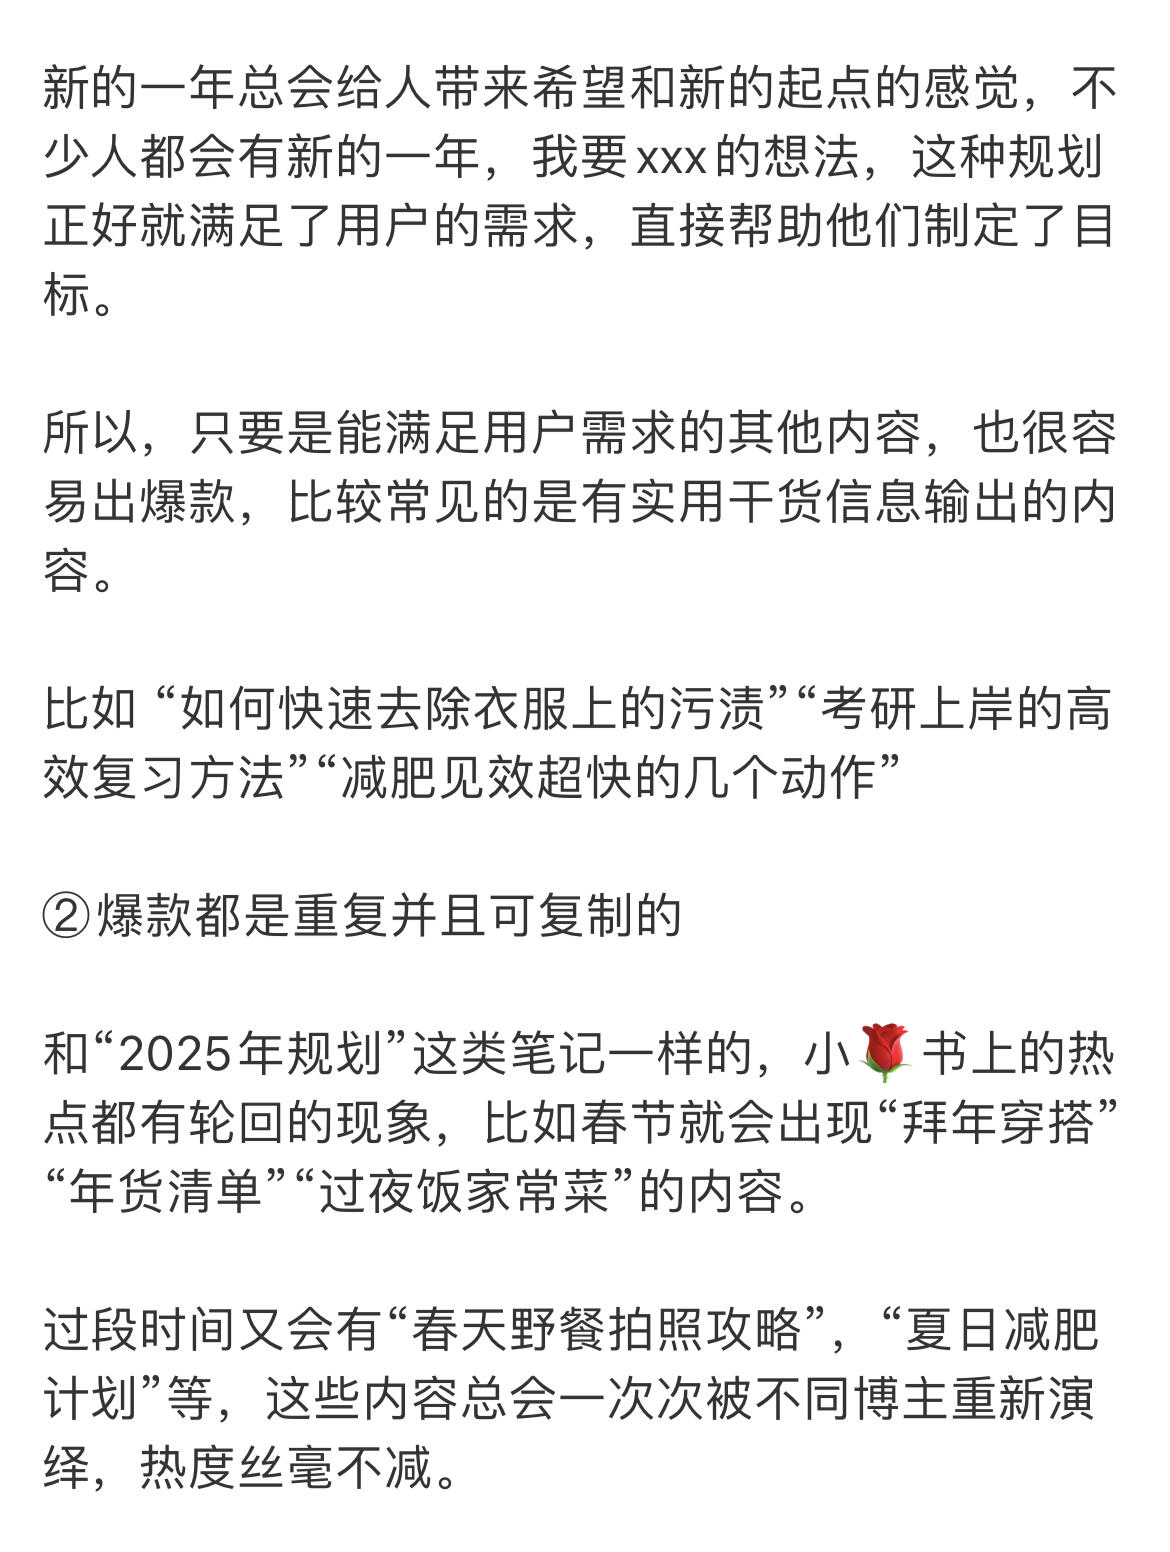 新的一年总会给人带来希望和新的起点的感觉，不
少人都会有新的一年，我要xxx的想法，这种规划
正好就满足了用户的需求，直接帮助他们制定了目
标。
所以，只要是能满足用户需求的其他内容，也很容
易出爆款，比较常见的是有实用干货信息输出的内
容。
比如 “如何快速去除衣服上的污渍”“考研上岸的高
效复习方法”“减肥见效超快的几个动作”
②爆款都是重复并且可复制的
和“2025年规划”这类笔记一样的，小🌹书上的热
点都有轮回的现象，比如春节就会出现“拜年穿搭”
“年货清单”“过夜饭家常菜”的内容。
过段时间又会有“春天野餐拍照攻略”，“夏日减肥
计划”等，这些内容总会一次次被不同博主重新演
绎，热度丝毫不减。